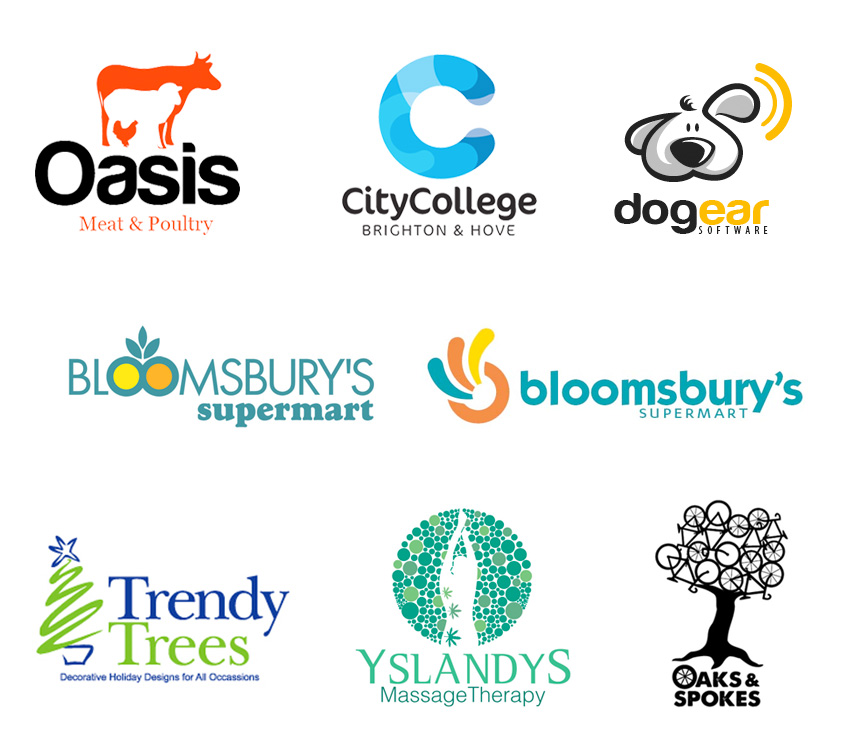 Oasis
Meat & Poultry
CityCollege
BRIGHTON & HOVE
dogear
SOFTWARE
BLOOMSBURY'S
supermart
bloomsbury's
SUPERMART
Trendy
Trees
Decorative Holiday Designs for All Occassions
YSLANDYS
MassageTherapy
OAKS &
SPOKES